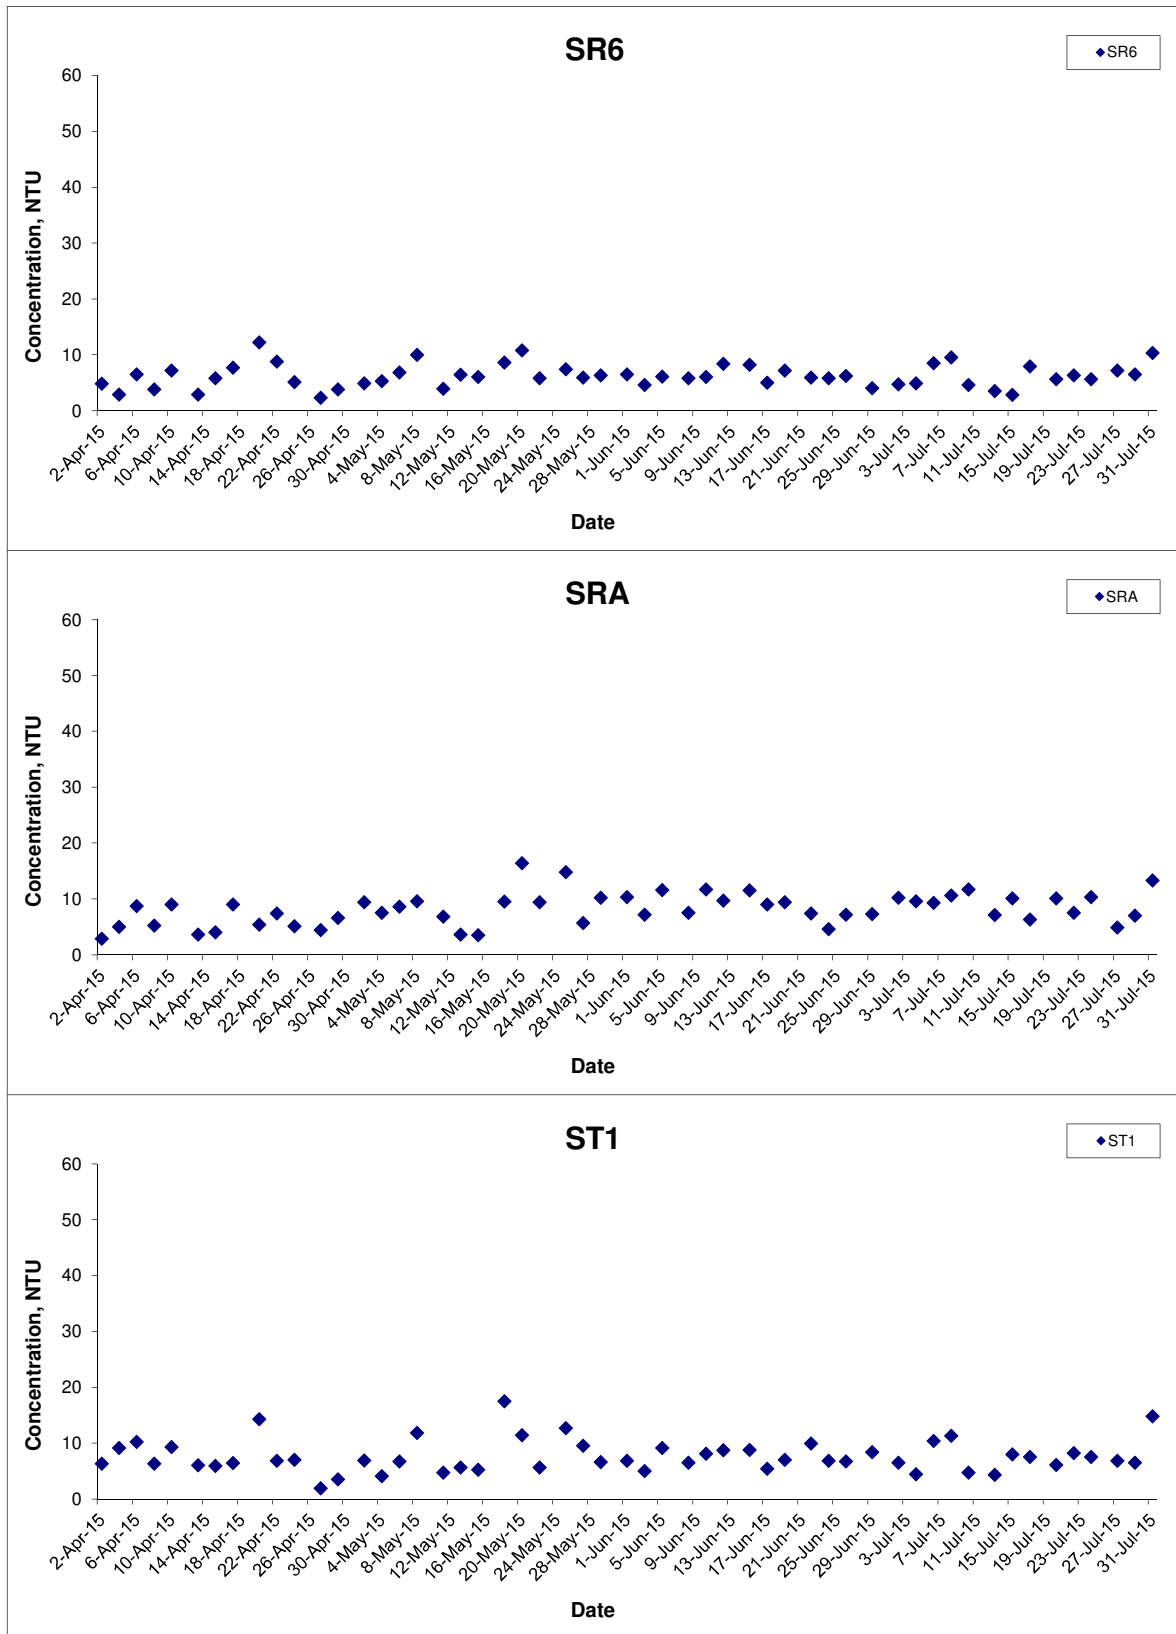 SR6
SR6
60
50
40
30
20
10
0
Concentration, NTU
2-Apr-15
6-Apr-15
10-Apr-15
14-Apr-15
18-Apr-15
22-Apr-15
26-Apr-15
30-Apr-15
4-May-15
8-May-15
12-May-15
16-May-15
20-May-15
24-May-15
28-May-15
1-Jun-15
5-Jun-15
9-Jun-15
13-Jun-15
17-Jun-15
21-Jun-15
25-Jun-15
29-Jun-15
3-Jul-15
7-Jul-15
11-Jul-15
15-Jul-15
19-Jul-15
23-Jul-15
27-Jul-15
31-Jul-15
Date
SRA
SRA
60
50
40
30
20
10
0
Concentration, NTU
2-Apr-15
6-Apr-15
10-Apr-15
14-Apr-15
18-Apr-15
22-Apr-15
26-Apr-15
30-Apr-15
4-May-15
8-May-15
12-May-15
16-May-15
20-May-15
24-May-15
28-May-15
1-Jun-15
5-Jun-15
9-Jun-15
13-Jun-15
17-Jun-15
21-Jun-15
25-Jun-15
29-Jun-15
3-Jul-15
7-Jul-15
11-Jul-15
15-Jul-15
19-Jul-15
23-Jul-15
27-Jul-15
31-Jul-15
Date
ST1
ST1
60
50
40
30
20
10
0
Concentration, NTU
2-Apr-15
6-Apr-15
10-Apr-15
14-Apr-15
18-Apr-15
22-Apr-15
26-Apr-15
30-Apr-15
4-May-15
8-May-15
12-May-15
16-May-15
20-May-15
24-May-15
28-May-15
1-Jun-15
5-Jun-15
9-Jun-15
13-Jun-15
17-Jun-15
21-Jun-15
25-Jun-15
29-Jun-15
3-Jul-15
7-Jul-15
11-Jul-15
15-Jul-15
19-Jul-15
23-Jul-15
27-Jul-15
31-Jul-15
Date